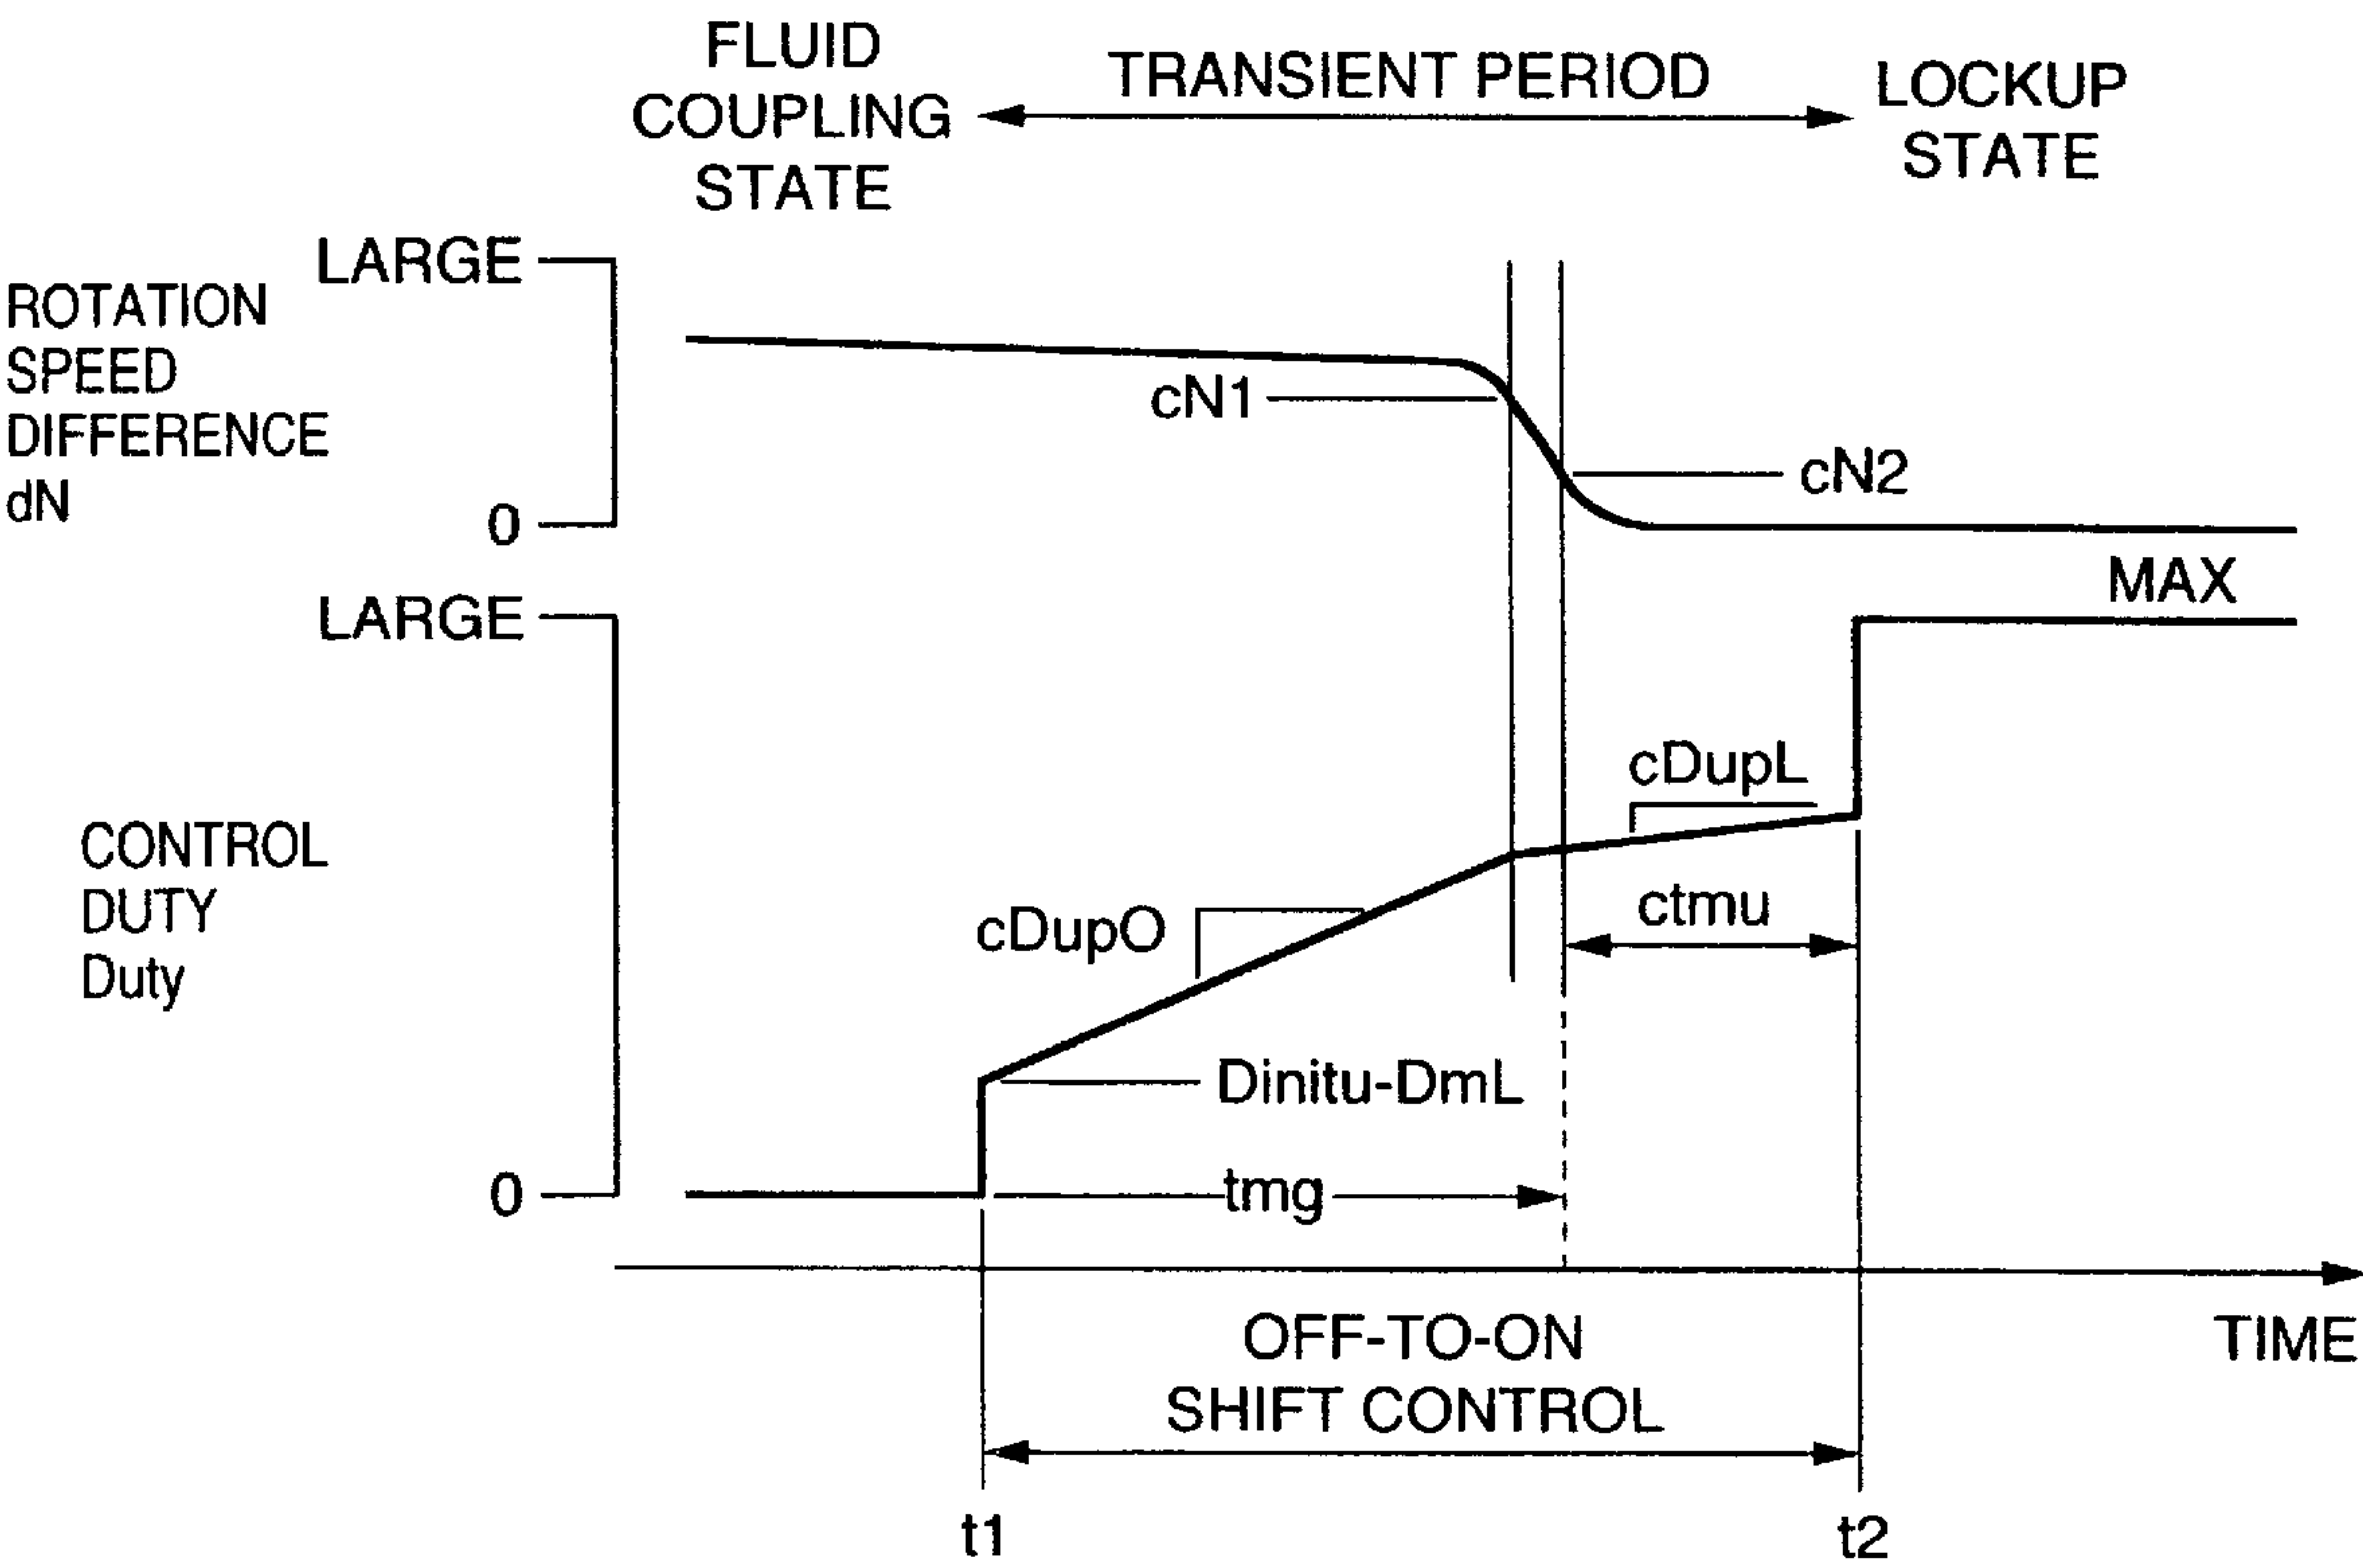 FLUID
COUPLING
STATE
TRANSIENT PERIOD
LOCKUP
STATE
LARGE
ROTATION
SPEED
DIFFERENCE
dN
0
cN1
cN2
MAX
LARGE
CONTROL
DUTY
Duty
0
cDupL
cDupO
ctmu
Dinitu-DmL
tmg
OFF-TO-ON
SHIFT CONTROL
TIME
t1
t2